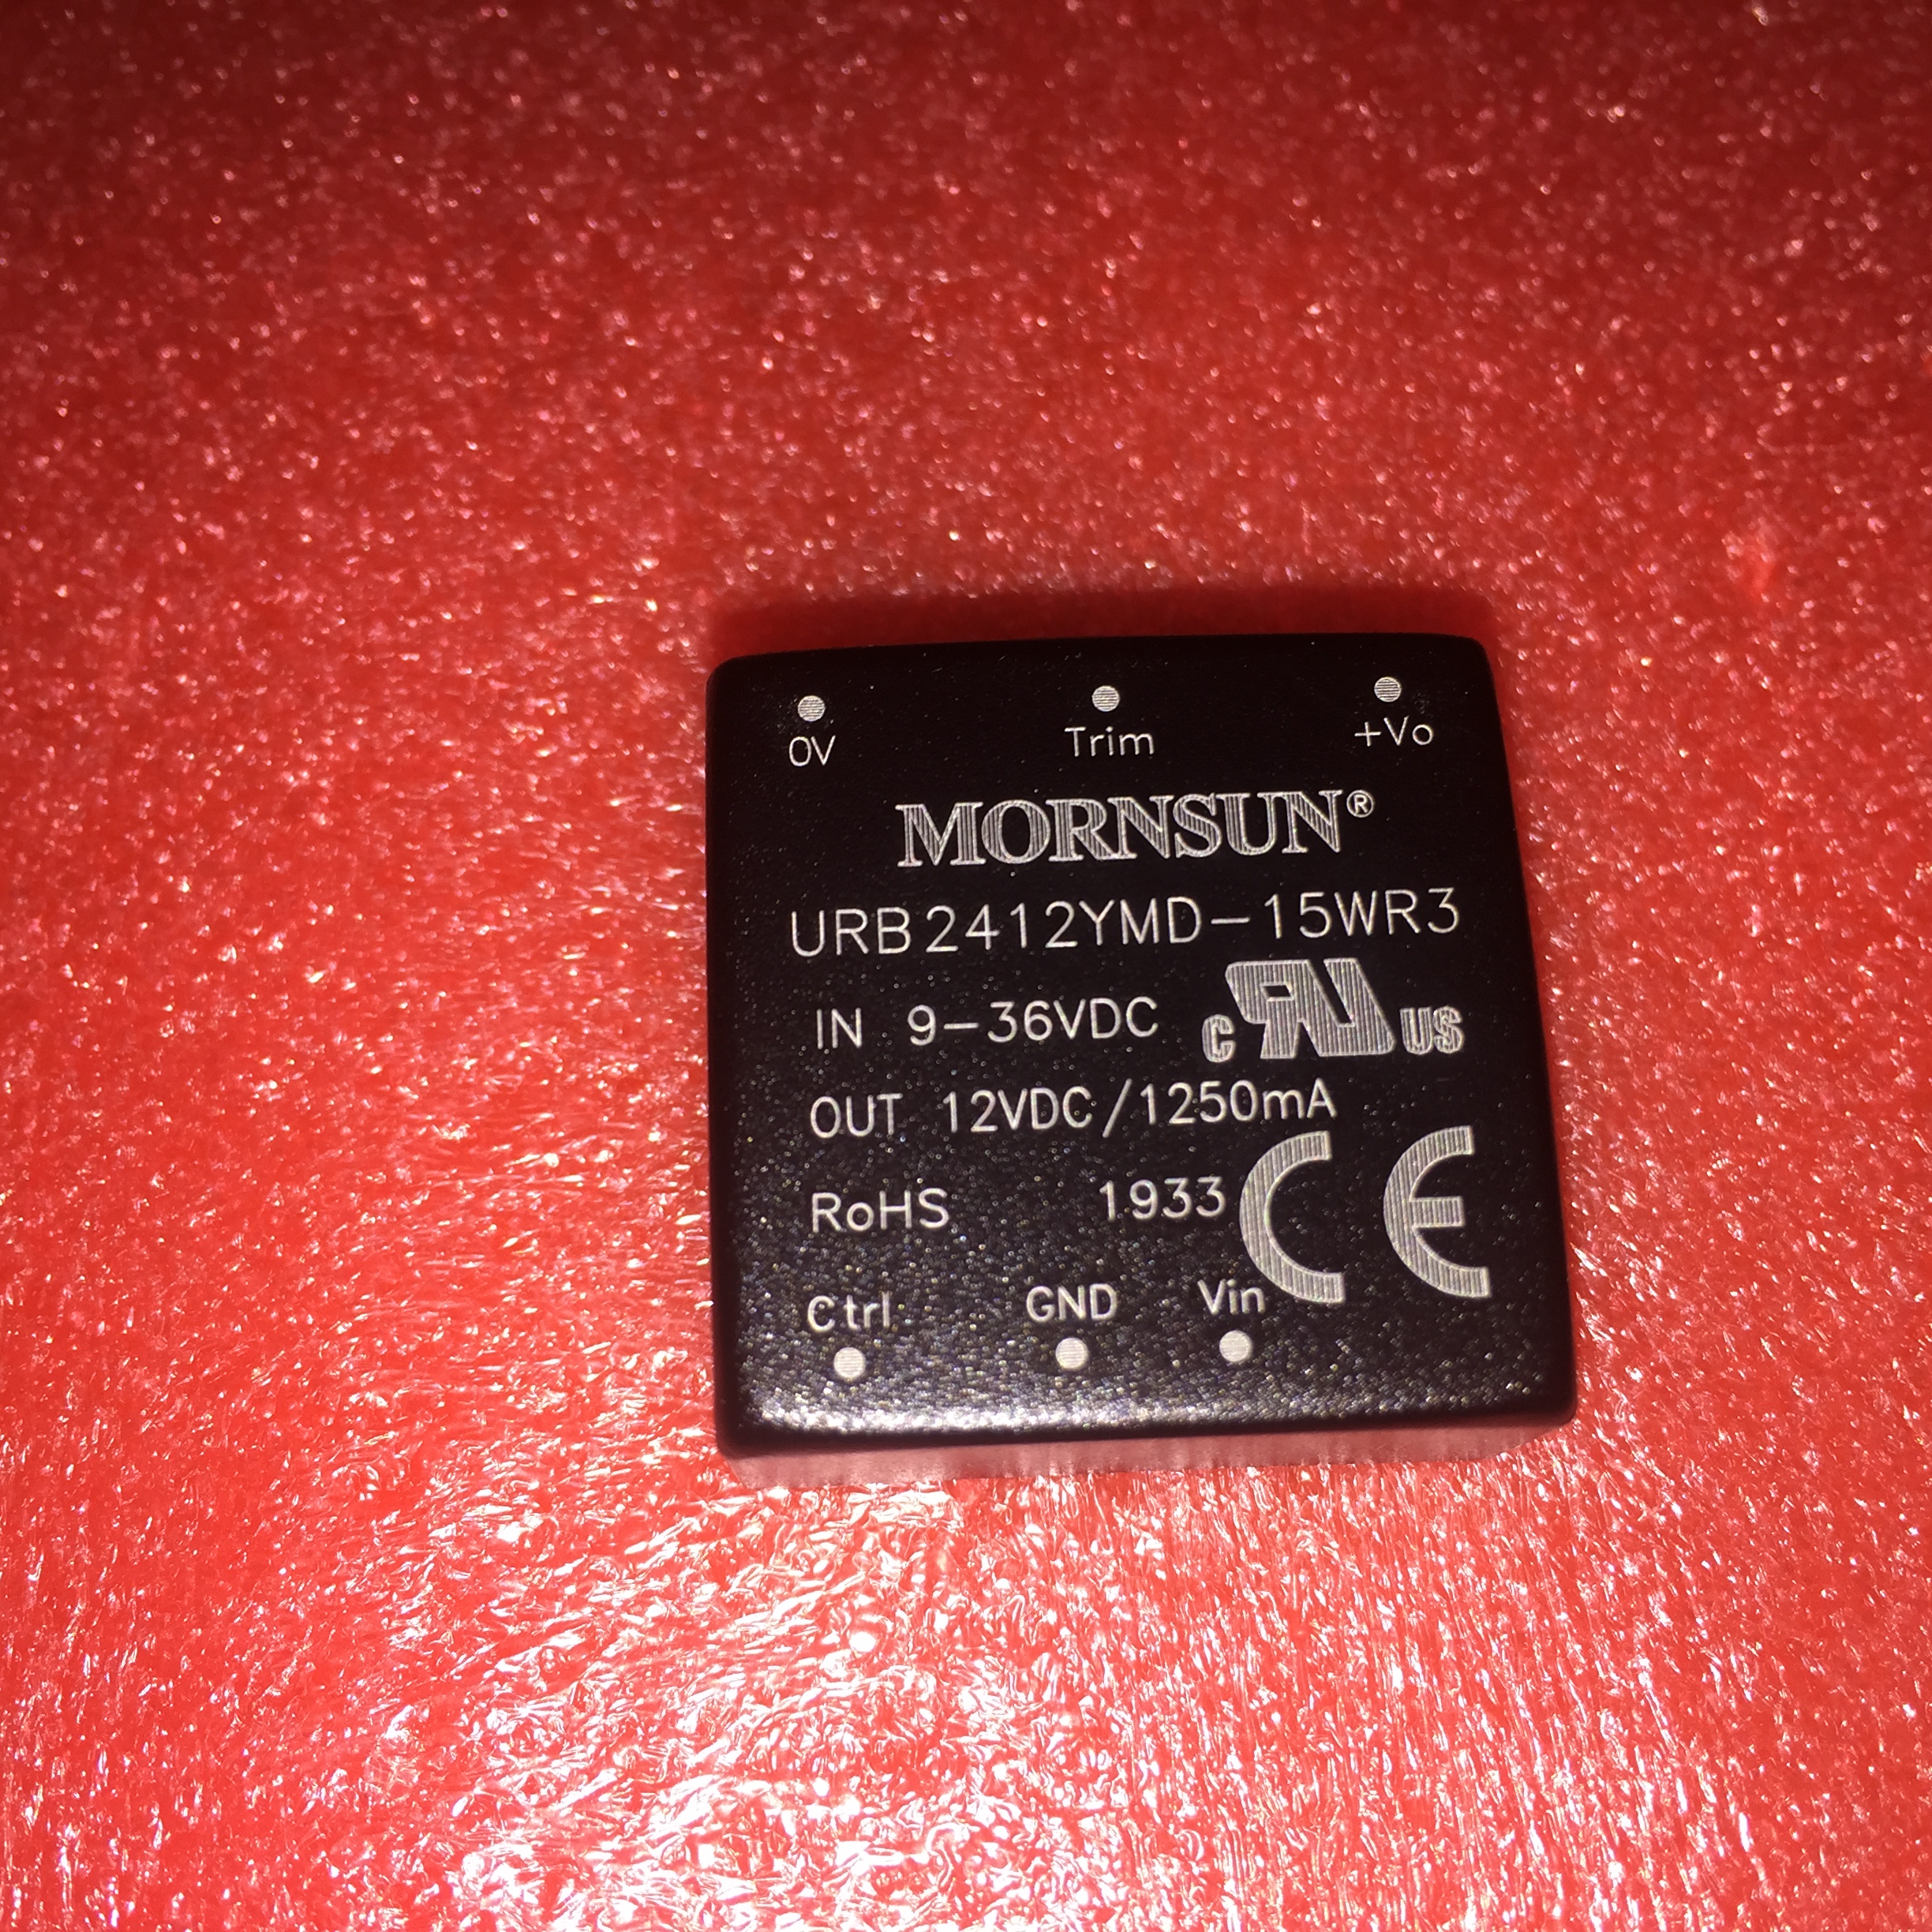 0V Trim +Vo
MORNSUN®
URB2412YMD-15WR3
IN 9-36VDC c RU US
OUT 12VDC/1250mA
RoHS 1933 CE
Ctrl GND Vin